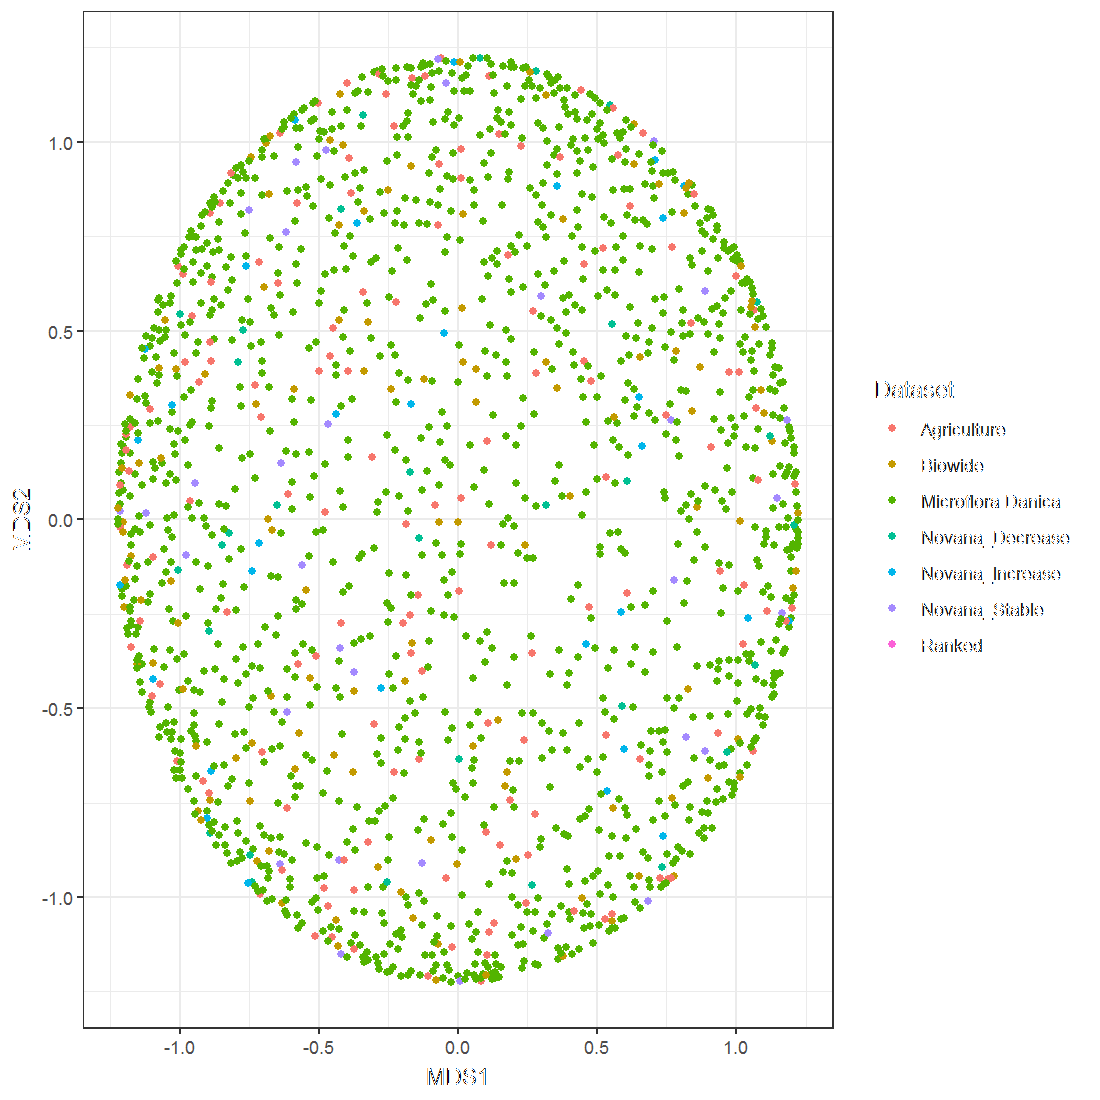 1.0
0.5
0.0
-0.5
-1.0
MDS2
-1.0 -0.5 0.0 0.5 1.0
MDS1
Dataset
Agriculture
Biowide
Microflora Danica
Novana_Decrease
Novana_Increase
Novana_Stable
Ranked